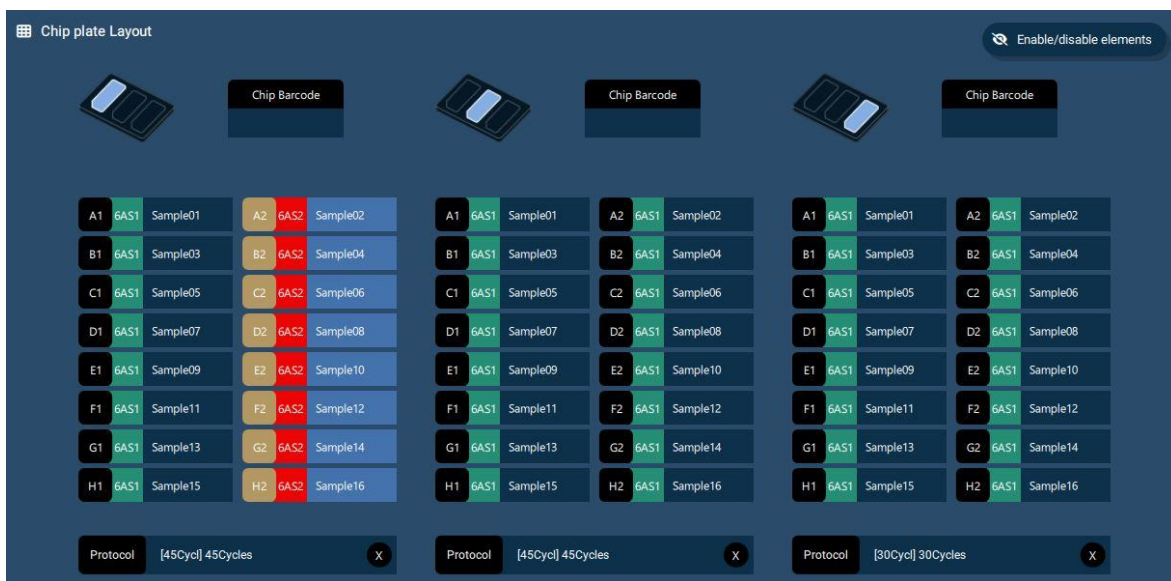 Chip plate Layout
Enable/disable elements
Chip Barcode Chip Barcode Chip Barcode
A1 6AS1 Sample01 A2 6AS2 Sample02 A1 6AS1 Sample01 A2 6AS1 Sample02 A1 6AS1 Sample01 A2 6AS1 Sample02
B1 6AS1 Sample03 B2 6AS2 Sample04 B1 6AS1 Sample03 B2 6AS1 Sample04 B1 6AS1 Sample03 B2 6AS1 Sample04
C1 6AS1 Sample05 C2 6AS2 Sample06 C1 6AS1 Sample05 C2 6AS1 Sample06 C1 6AS1 Sample05 C2 6AS1 Sample06
D1 6AS1 Sample07 D2 6AS2 Sample08 D1 6AS1 Sample07 D2 6AS1 Sample08 D1 6AS1 Sample07 D2 6AS1 Sample08
E1 6AS1 Sample09 E2 6AS2 Sample10 E1 6AS1 Sample09 E2 6AS1 Sample10 E1 6AS1 Sample09 E2 6AS1 Sample10
F1 6AS1 Sample11 F2 6AS2 Sample12 F1 6AS1 Sample11 F2 6AS1 Sample12 F1 6AS1 Sample11 F2 6AS1 Sample12
G1 6AS1 Sample13 G2 6AS2 Sample14 G1 6AS1 Sample13 G2 6AS1 Sample14 G1 6AS1 Sample13 G2 6AS1 Sample14
H1 6AS1 Sample15 H2 6AS2 Sample16 H1 6AS1 Sample15 H2 6AS1 Sample16 H1 6AS1 Sample15 H2 6AS1 Sample16
Protocol [45Cycl] 45Cycles X Protocol [45Cycl] 45Cycles X Protocol [30Cycl] 30Cycles X